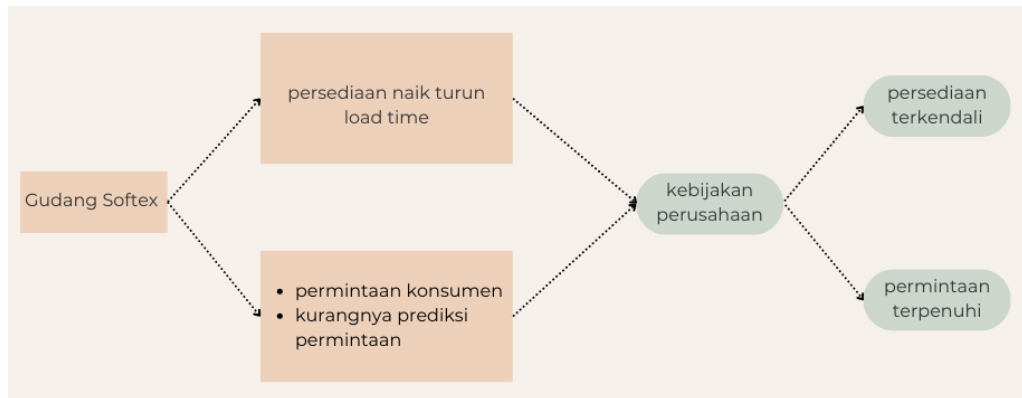 Gudang Softex
persediaan naik turun
load time
• permintaan konsumen
• kurangnya prediksi
permintaan
kebijakan
perusahaan
persediaan
terkendali
permintaan
terpenuhi